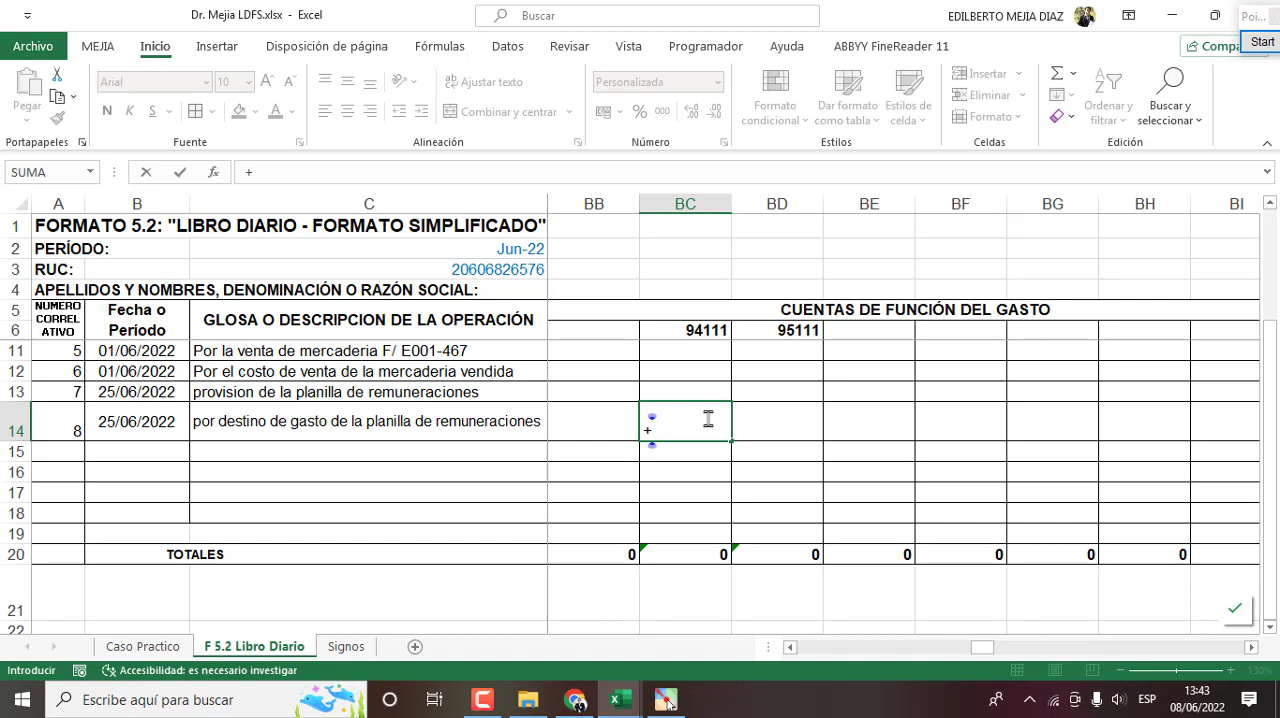 Dr. Mejia LDFS.xlsx - Excel
Buscar
EDILBERTO MEJIA DIAZ
Poi...
Archivo MEJIA Inicio Insertar Disposición de página Fórmulas Datos Revisar Vista Programador Ayuda ABBYY FineReader 11
Start
Pegar
Arial 10
N K S
Ajustar texto
Combinar y centrar
Personalizada
% 000
Formato condicional
Dar formato como tabla
Estilos de celda
Insertar
Eliminar
Formato
Ordenar y filtrar
Buscar y seleccionar
Portapapeles Fuente Alineación Número Estilos Celdas Edición
SUMA fx +
A B C BB BC BD BE BF BG BH BI
1 FORMATO 5.2: "LIBRO DIARIO - FORMATO SIMPLIFICADO"
2 PERÍODO: Jun-22
3 RUC: 20606826576
4 APELLIDOS Y NOMBRES, DENOMINACIÓN O RAZÓN SOCIAL:
5 NUMERO CORREL ATIVO Fecha o Período GLOSA O DESCRIPCION DE LA OPERACIÓN CUENTAS DE FUNCIÓN DEL GASTO
6 94111 95111
11 5 01/06/2022 Por la venta de mercaderia F/ E001-467
12 6 01/06/2022 Por el costo de venta de la mercaderia vendida
13 7 25/06/2022 provision de la planilla de remuneraciones
14 8 25/06/2022 por destino de gasto de la planilla de remuneraciones +
15
16
17
18
19
20 TOTALES 0 0 0 0 0 0 0
21
22
Caso Practico F 5.2 Libro Diario Signos
Introducir Accesibilidad: es necesario investigar 130%
Escribe aquí para buscar
ESP
13:43
08/06/2022